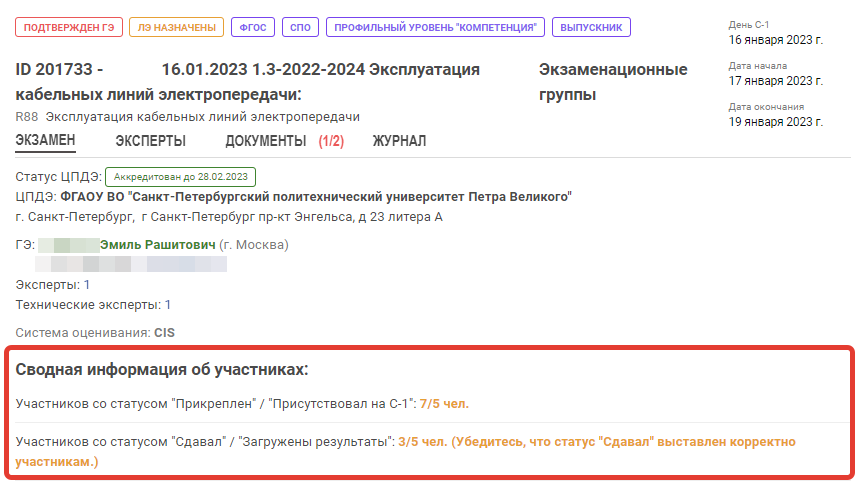 ПОДТВЕРЖДЕН ГЭ ЛЭ НАЗНАЧЕНЫ ФГОС СПО ПРОФИЛЬНЫЙ УРОВЕНЬ "КОМПЕТЕНЦИЯ" ВЫПУСКНИК
День С-1
16 января 2023 г.
Дата начала
17 января 2023 г.
Дата окончания
19 января 2023 г.
ID 201733 - 16.01.2023 1.3-2022-2024 Эксплуатация
кабельных линий электропередачи:
Экзаменационные
группы
R88 Эксплуатация кабельных линий электропередачи
ЭКЗАМЕН ЭКСПЕРТЫ ДОКУМЕНТЫ (1/2) ЖУРНАЛ
Статус ЦПДЭ: Аккредитован до 28.02.2023
ЦПДЭ: ФГАОУ ВО "Санкт-Петербургский политехнический университет Петра Великого"
г. Санкт-Петербург, г Санкт-Петербург пр-кт Энгельса, д 23 литера А
ГЭ: Эмиль Рашитович (г. Москва)
Эксперты: 1
Технические эксперты: 1
Система оценивания: CIS
Сводная информация об участниках:
Участников со статусом "Прикреплен" / "Присутствовал на С-1": 7/5 чел.
Участников со статусом "Сдавал" / "Загружены результаты": 3/5 чел. (Убедитесь, что статус "Сдавал" выставлен корректно
участникам.)